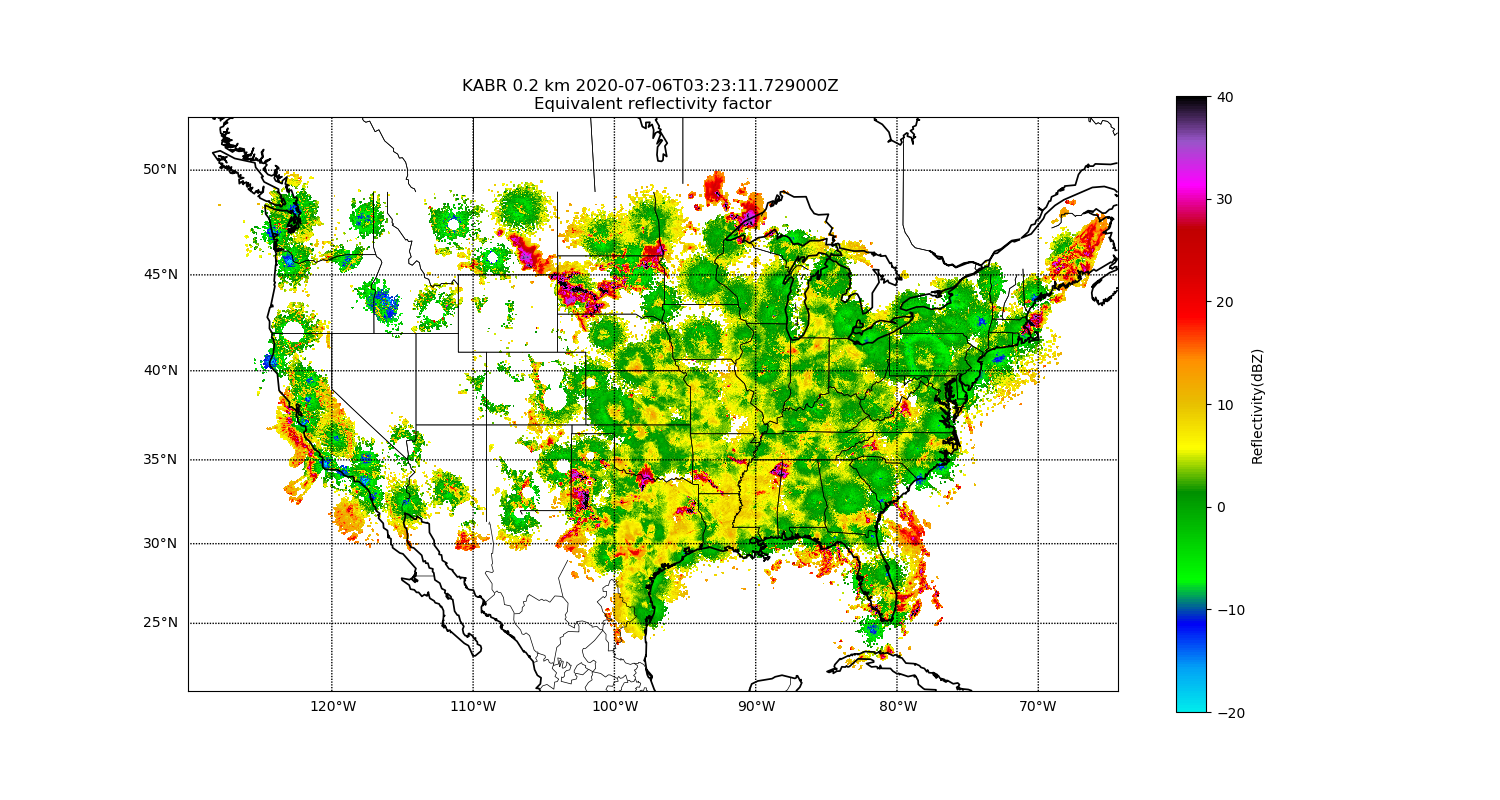 KABR 0.2 km 2020-07-06T03:23:11.729000Z
Equivalent reflectivity factor
50°N
45°N
40°N
35°N
30°N
25°N
120°W
110°W
100°W
90°W
80°W
70°W
40
30
20
10
0
−10
−20
Reflectivity(dBZ)